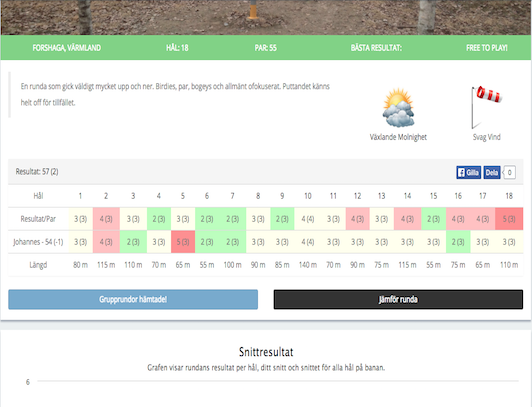 FORSHAGA, VÄRMLAND HÅL: 18 PAR: 55 BÄSTA RESULTAT: FREE TO PLAY!
En runda som gick väldigt mycket upp och ner. Birdies, par, bogeys och allmänt ofokuserat. Puttandet känns
helt off för tillfället.
Växlande Molnighet Svag Vind
Resultat: 57 (2) Gilla Dela 0
Hål 1 2 3 4 5 6 7 8 9 10 11 12 13 14 15 16 17 18
Resultat/Par 3 (3) 4 (3) 3 (3) 2 (3) 3 (3) 2 (3) 2 (3) 3 (3) 2 (3) 4 (4) 3 (3) 4 (3) 3 (3) 4 (3) 2 (3) 4 (3) 4 (3) 5 (3)
Johannes - 54 (-1) 3 (3) 4 (3) 2 (3) 3 (3) 5 (3) 2 (3) 2 (3) 3 (3) 3 (3) 4 (4) 3 (3) 3 (3) 3 (3) 3 (3) 3 (3) 2 (3) 3 (3) 3 (3)
Längd 80 m 115 m 110 m 70 m 65 m 55 m 100 m 90 m 85 m 140 m 70 m 90 m 75 m 115 m 55 m 75 m 65 m 110 m
Grupprundor hämtade! Jämför runda
Snittresultat
Grafen visar rundans resultat per hål, ditt snitt och snittet för alla hål på banan.
6